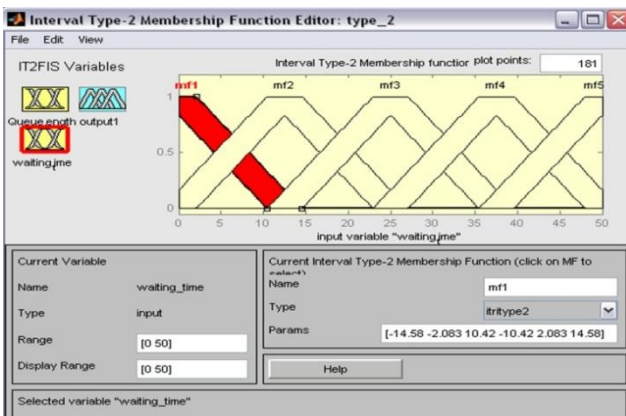 Interval Type-2 Membership Function Editor: type_2
File Edit View
IT2FIS Variables
Interval Type-2 Membership functior plot points: 181
mf1 mf2 mf3 mf4 mf5
Queue ength output1
waiting_time
1
0.5
0
0 5 10 15 20 25 30 35 40 45 50
input variable "waiting_time"
Current Variable
Name waiting_time
Type input
Range [0 50]
Display Range [0 50]
Current Interval Type-2 Membership Function (click on MF to
select)
Name mf1
Type itritype2
Params [-14.58 -2.083 10.42 -10.42 2.083 14.58]
Help
Selected variable "waiting_time"